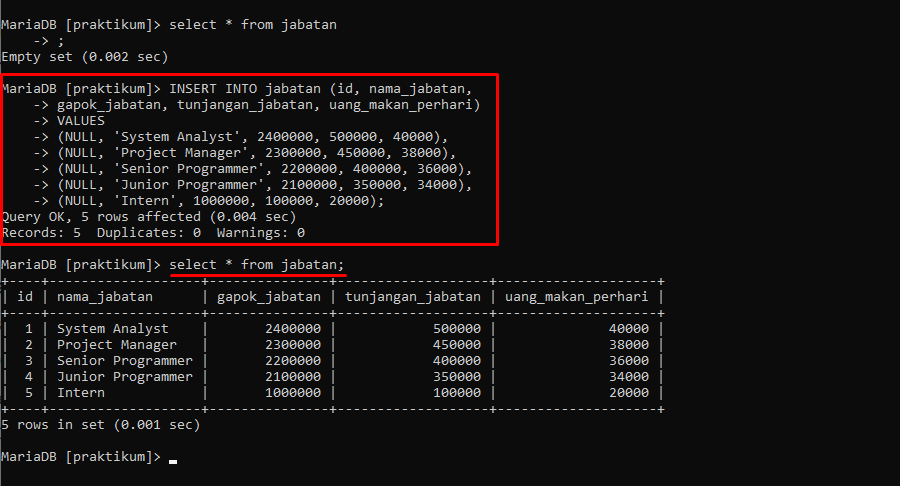 MariaDB [praktikum]> select * from jabatan
    -> ;
Empty set (0.002 sec)

MariaDB [praktikum]> INSERT INTO jabatan (id, nama_jabatan,
    -> gapok_jabatan, tunjangan_jabatan, uang_makan_perhari)
    -> VALUES
    -> (NULL, 'System Analyst', 2400000, 500000, 40000),
    -> (NULL, 'Project Manager', 2300000, 450000, 38000),
    -> (NULL, 'Senior Programmer', 2200000, 400000, 36000),
    -> (NULL, 'Junior Programmer', 2100000, 350000, 34000),
    -> (NULL, 'Intern', 1000000, 100000, 20000);
Query OK, 5 rows affected (0.004 sec)
Records: 5  Duplicates: 0  Warnings: 0

MariaDB [praktikum]> select * from jabatan;
+----+-------------------+---------------+-------------------+--------------------+
| id | nama_jabatan      | gapok_jabatan | tunjangan_jabatan | uang_makan_perhari |
+----+-------------------+---------------+-------------------+--------------------+
|  1 | System Analyst    |       2400000 |            500000 |              40000 |
|  2 | Project Manager   |       2300000 |            450000 |              38000 |
|  3 | Senior Programmer |       2200000 |            400000 |              36000 |
|  4 | Junior Programmer |       2100000 |            350000 |              34000 |
|  5 | Intern            |       1000000 |            100000 |              20000 |
+----+-------------------+---------------+-------------------+--------------------+
5 rows in set (0.001 sec)

MariaDB [praktikum]> _